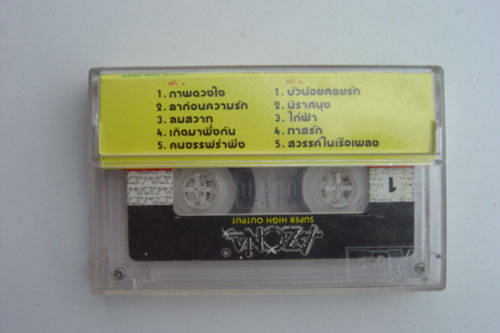 1. ภาพดวงใจ
2. ลาก่อนความรัก
3. ลมสวาท
4. เกิดมาพึ่งกัน
5. คนธรรพ์รำพึง
1. บัวน้อยคอยรัก
2. นิราศนุช
3. ไก่ฟ้า
4. ทาสรัก
5. สวรรค์ในเรือเพลง
1
SUPER HIGH OUTPUT
AZONA®